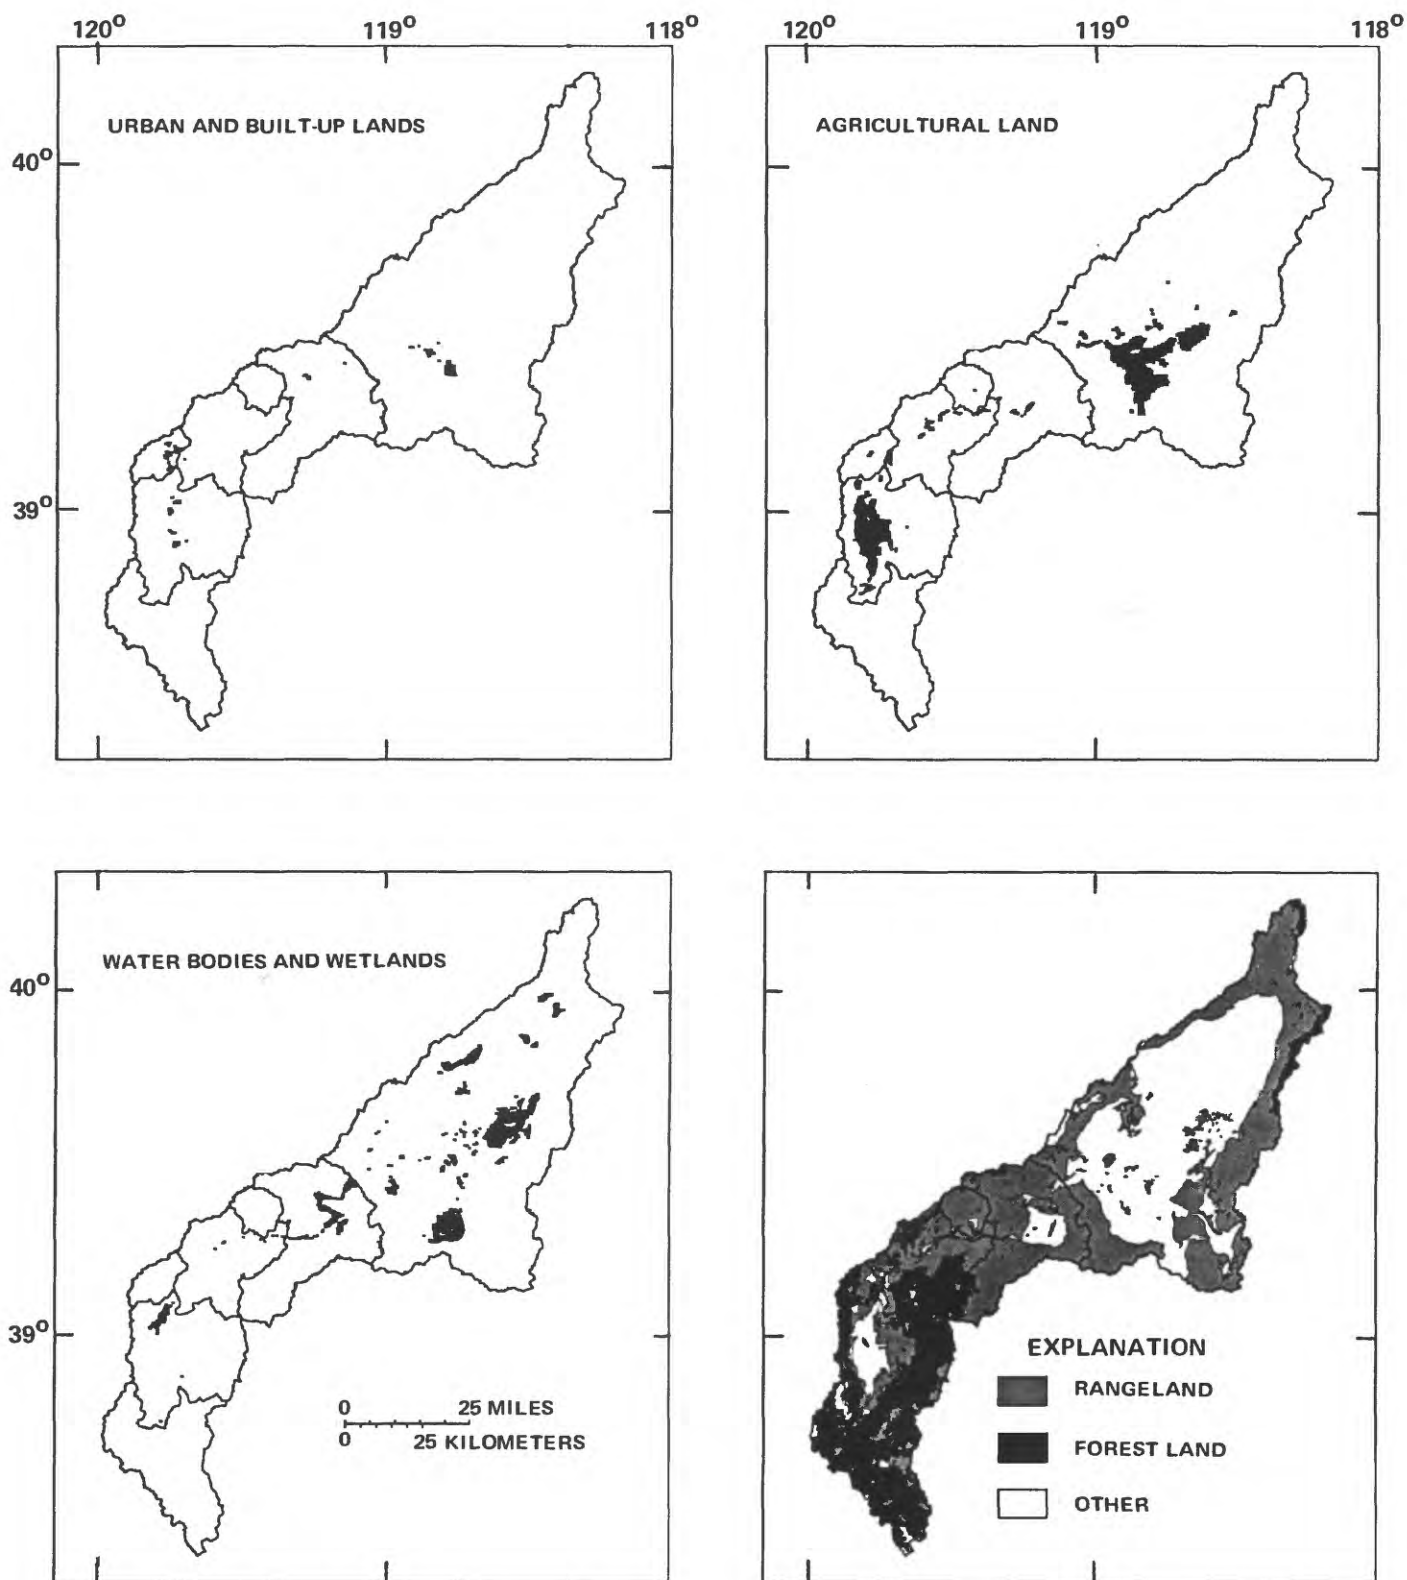 120° 119° 118° 120° 119° 118°
URBAN AND BUILT-UP LANDS
AGRICULTURAL LAND
40°
39°
WATER BODIES AND WETLANDS
40°
39°
0 25 MILES
0 25 KILOMETERS
EXPLANATION
RANGELAND
FOREST LAND
OTHER